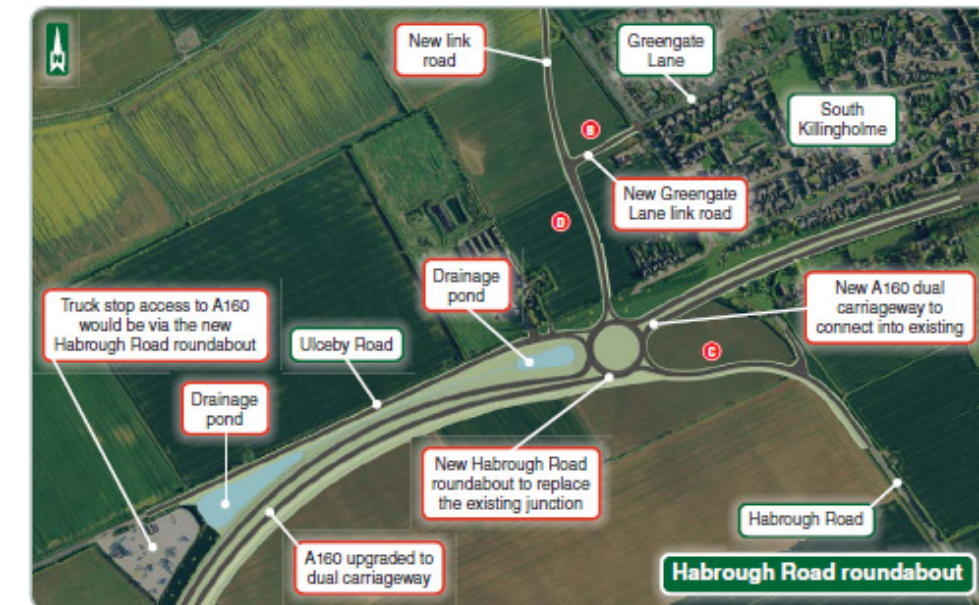 N
New link
road
Greengate
Lane
South
Killingholme
B
New Greengate
Lane link road
D
Drainage
pond
New A160 dual
carriageway to
connect into existing
Truck stop access to A160
would be via the new
Habrough Road roundabout
Ulceby Road
C
Drainage
pond
New Habrough Road
roundabout to replace
the existing junction
Habrough Road
A160 upgraded to
dual carriageway
Habrough Road roundabout